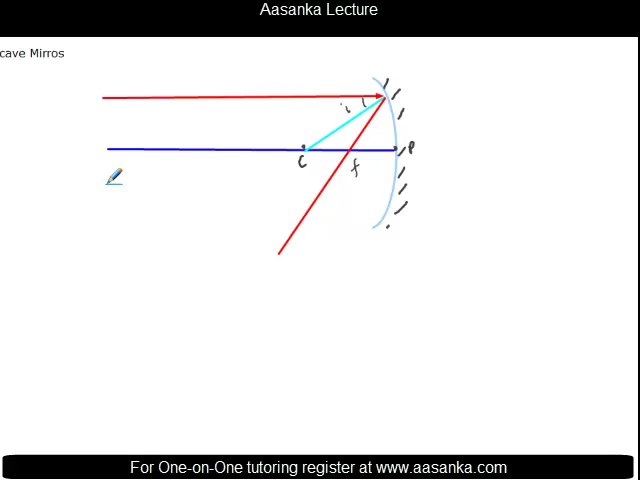 Aasanka Lecture
cave Mirros
i
C
f
P
For One-on-One tutoring register at www.aasanka.com